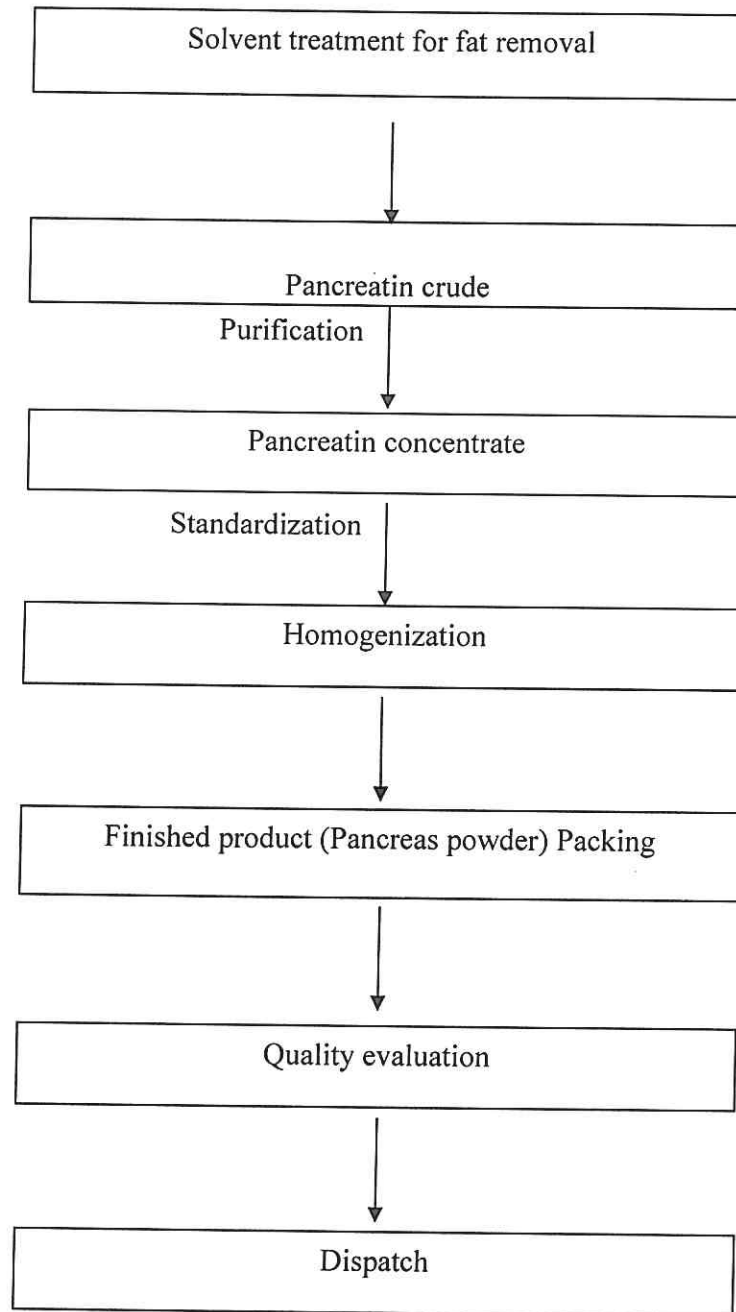 Solvent treatment for fat removal
Pancreatin crude
Purification
Pancreatin concentrate
Standardization
Homogenization
Finished product (Pancreas powder) Packing
Quality evaluation
Dispatch